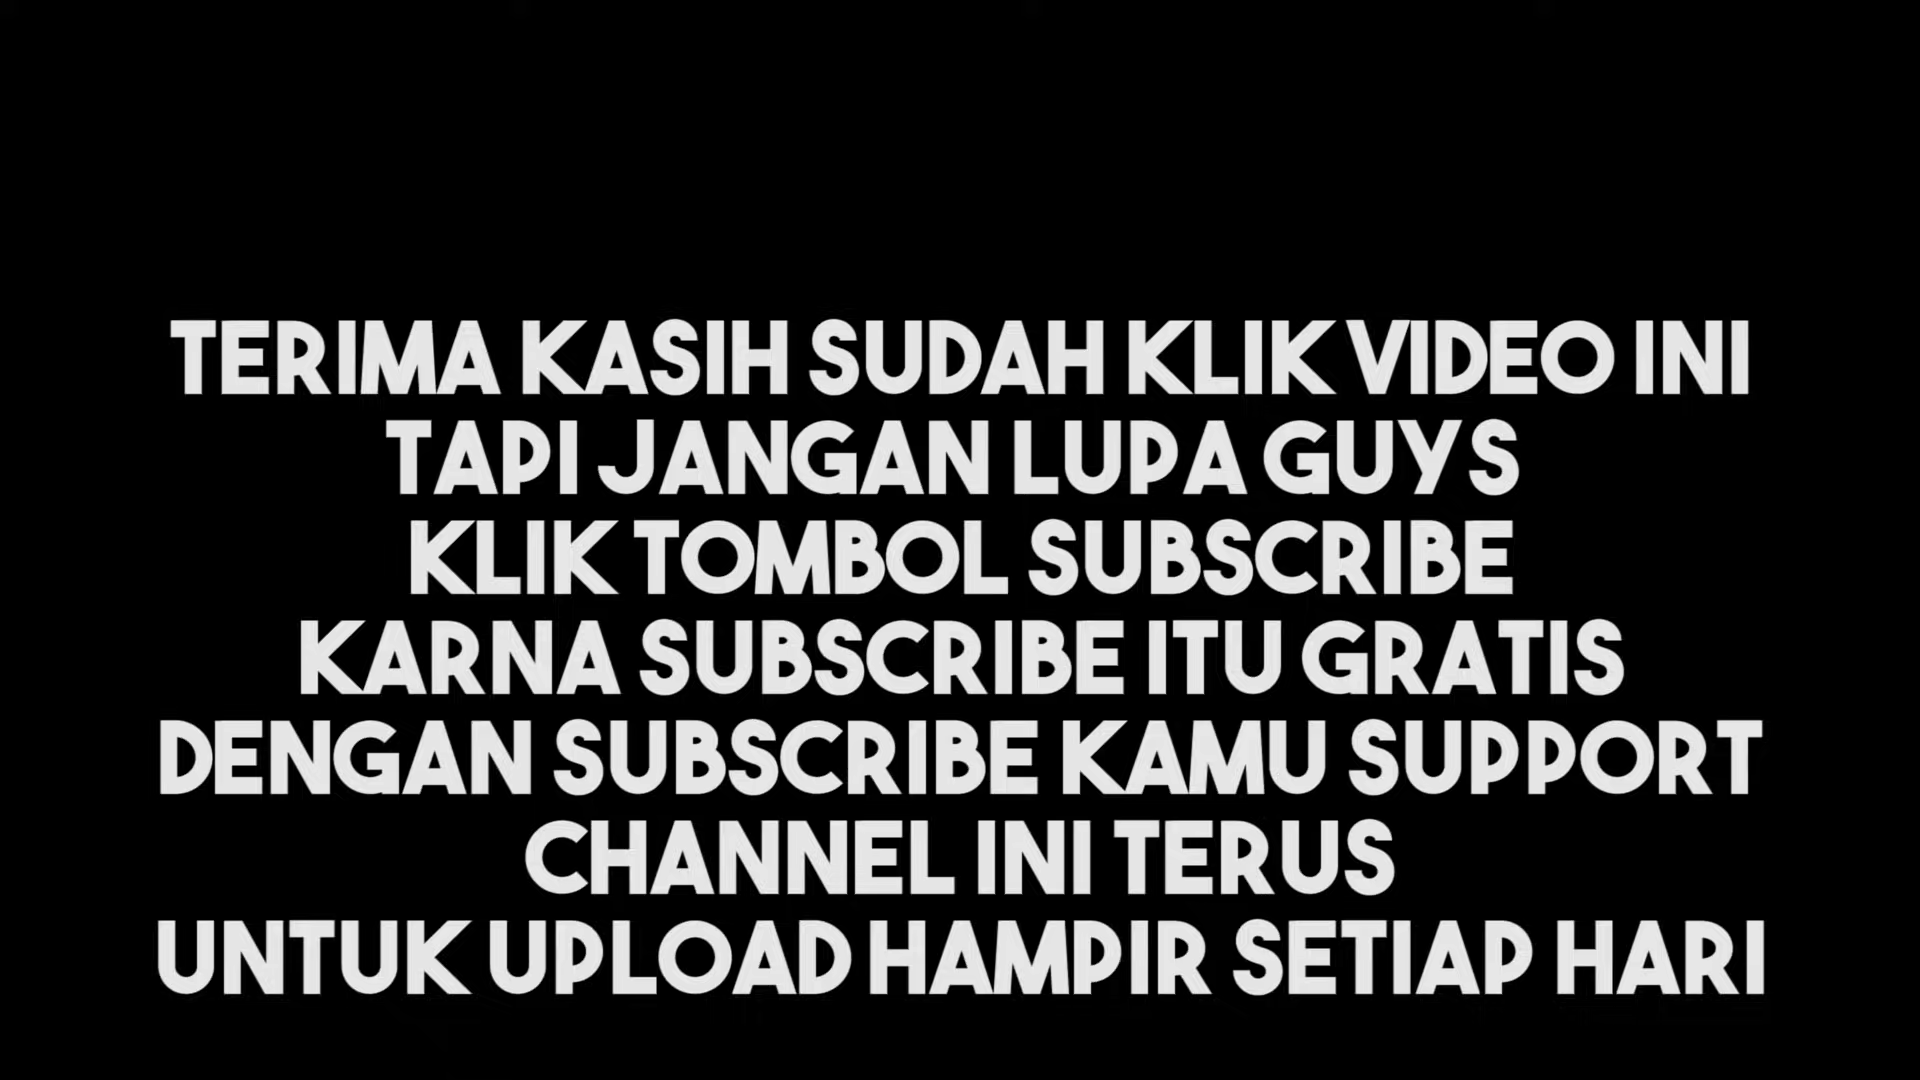 TERIMA KASIH SUDAH KLIK VIDEO INI
TAPI JANGAN LUPA GUYS
KLIK TOMBOL SUBSCRIBE
KARNA SUBSCRIBE ITU GRATIS
DENGAN SUBSCRIBE KAMU SUPPORT
CHANNEL INI TERUS
UNTUK UPLOAD HAMPIR SETIAP HARI